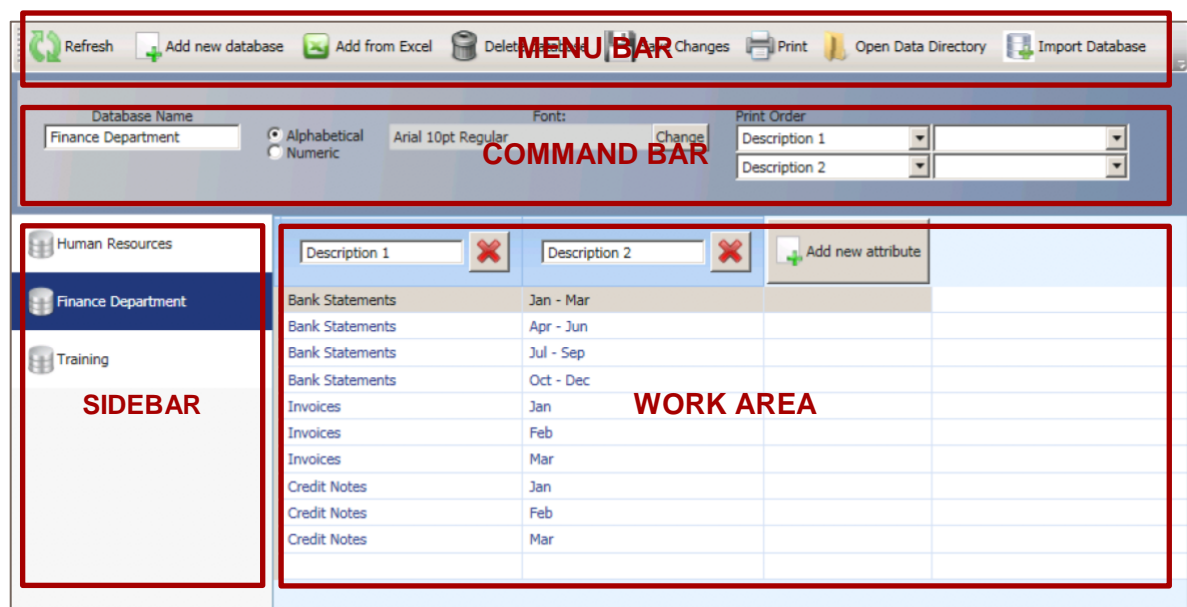 Refresh Add new database Add from Excel Delete Database Save Changes Print Open Data Directory Import Database
MENU BAR
Database Name Font: Print Order
Finance Department Alphabetical Arial 10pt Regular Change Description 1
Numeric Description 2
COMMAND BAR
Human Resources Description 1 Description 2 Add new attribute
Finance Department Bank Statements Jan - Mar
Bank Statements Apr - Jun
Training Bank Statements Jul - Sep
Bank Statements Oct - Dec
SIDEBAR Invoices Jan WORK AREA
Invoices Feb
Invoices Mar
Credit Notes Jan
Credit Notes Feb
Credit Notes Mar